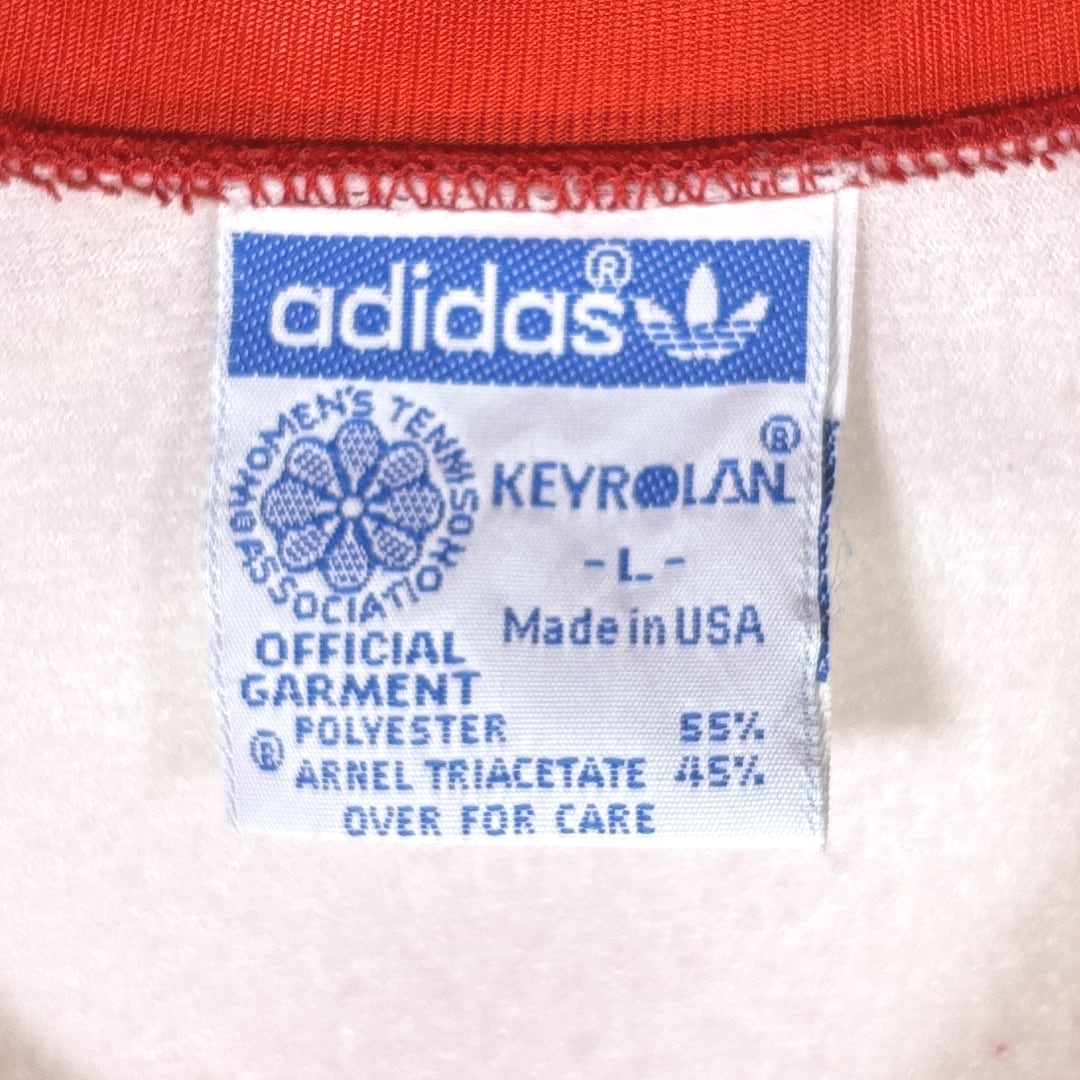 adidas®
WOMEN'S TENNIS ASSOCIATION
KEYROLAN®
- L -
Made in USA
OFFICIAL
GARMENT
POLYESTER 55%
® ARNEL TRIACETATE 45%
OVER FOR CARE